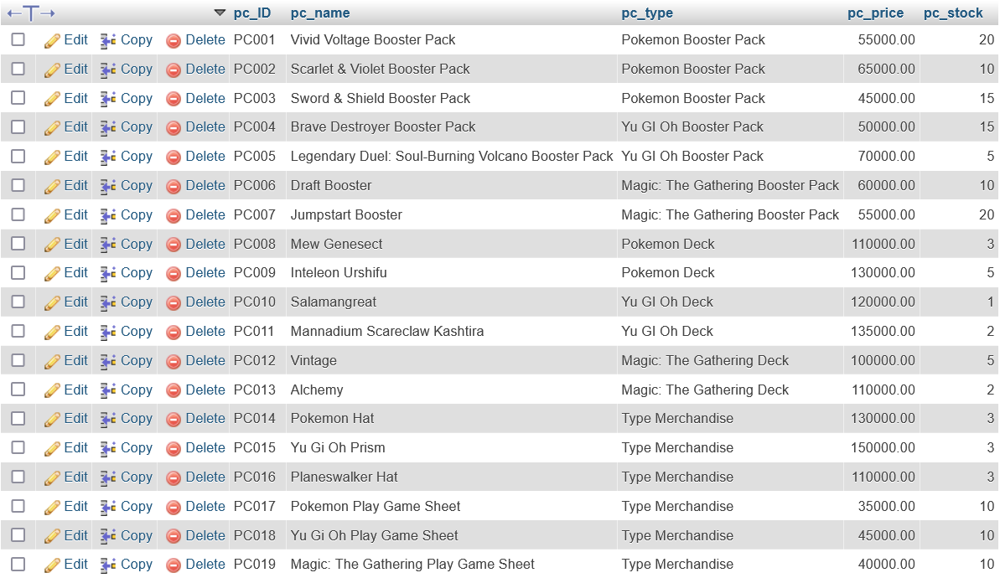 pc_ID pc_name pc_type pc_price pc_stock
Edit Copy Delete PC001 Vivid Voltage Booster Pack Pokemon Booster Pack 55000.00 20
Edit Copy Delete PC002 Scarlet & Violet Booster Pack Pokemon Booster Pack 65000.00 10
Edit Copy Delete PC003 Sword & Shield Booster Pack Pokemon Booster Pack 45000.00 15
Edit Copy Delete PC004 Brave Destroyer Booster Pack Yu GI Oh Booster Pack 50000.00 15
Edit Copy Delete PC005 Legendary Duel: Soul-Burning Volcano Booster Pack Yu GI Oh Booster Pack 70000.00 5
Edit Copy Delete PC006 Draft Booster Magic: The Gathering Booster Pack 60000.00 10
Edit Copy Delete PC007 Jumpstart Booster Magic: The Gathering Booster Pack 55000.00 20
Edit Copy Delete PC008 Mew Genesect Pokemon Deck 110000.00 3
Edit Copy Delete PC009 Inteleon Urshifu Pokemon Deck 130000.00 5
Edit Copy Delete PC010 Salamangreat Yu GI Oh Deck 120000.00 1
Edit Copy Delete PC011 Mannadium Scareclaw Kashtira Yu GI Oh Deck 135000.00 2
Edit Copy Delete PC012 Vintage Magic: The Gathering Deck 100000.00 5
Edit Copy Delete PC013 Alchemy Magic: The Gathering Deck 110000.00 2
Edit Copy Delete PC014 Pokemon Hat Type Merchandise 130000.00 3
Edit Copy Delete PC015 Yu Gi Oh Prism Type Merchandise 150000.00 3
Edit Copy Delete PC016 Planeswalker Hat Type Merchandise 110000.00 3
Edit Copy Delete PC017 Pokemon Play Game Sheet Type Merchandise 35000.00 10
Edit Copy Delete PC018 Yu Gi Oh Play Game Sheet Type Merchandise 45000.00 10
Edit Copy Delete PC019 Magic: The Gathering Play Game Sheet Type Merchandise 40000.00 10